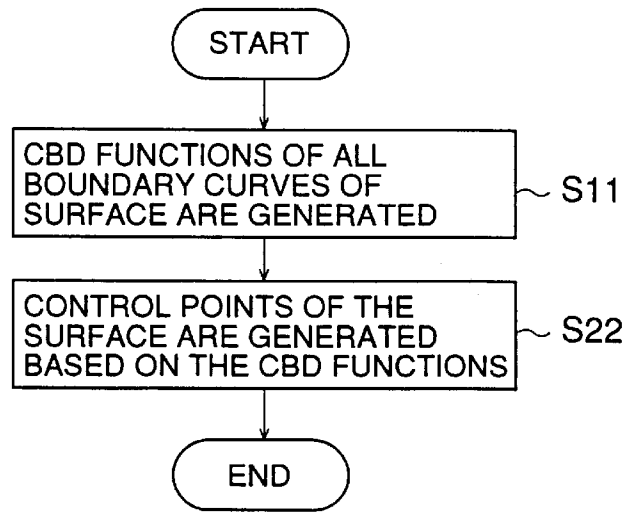 START
CBD FUNCTIONS OF ALL
BOUNDARY CURVES OF
SURFACE ARE GENERATED
S11
CONTROL POINTS OF THE
SURFACE ARE GENERATED
BASED ON THE CBD FUNCTIONS
S22
END